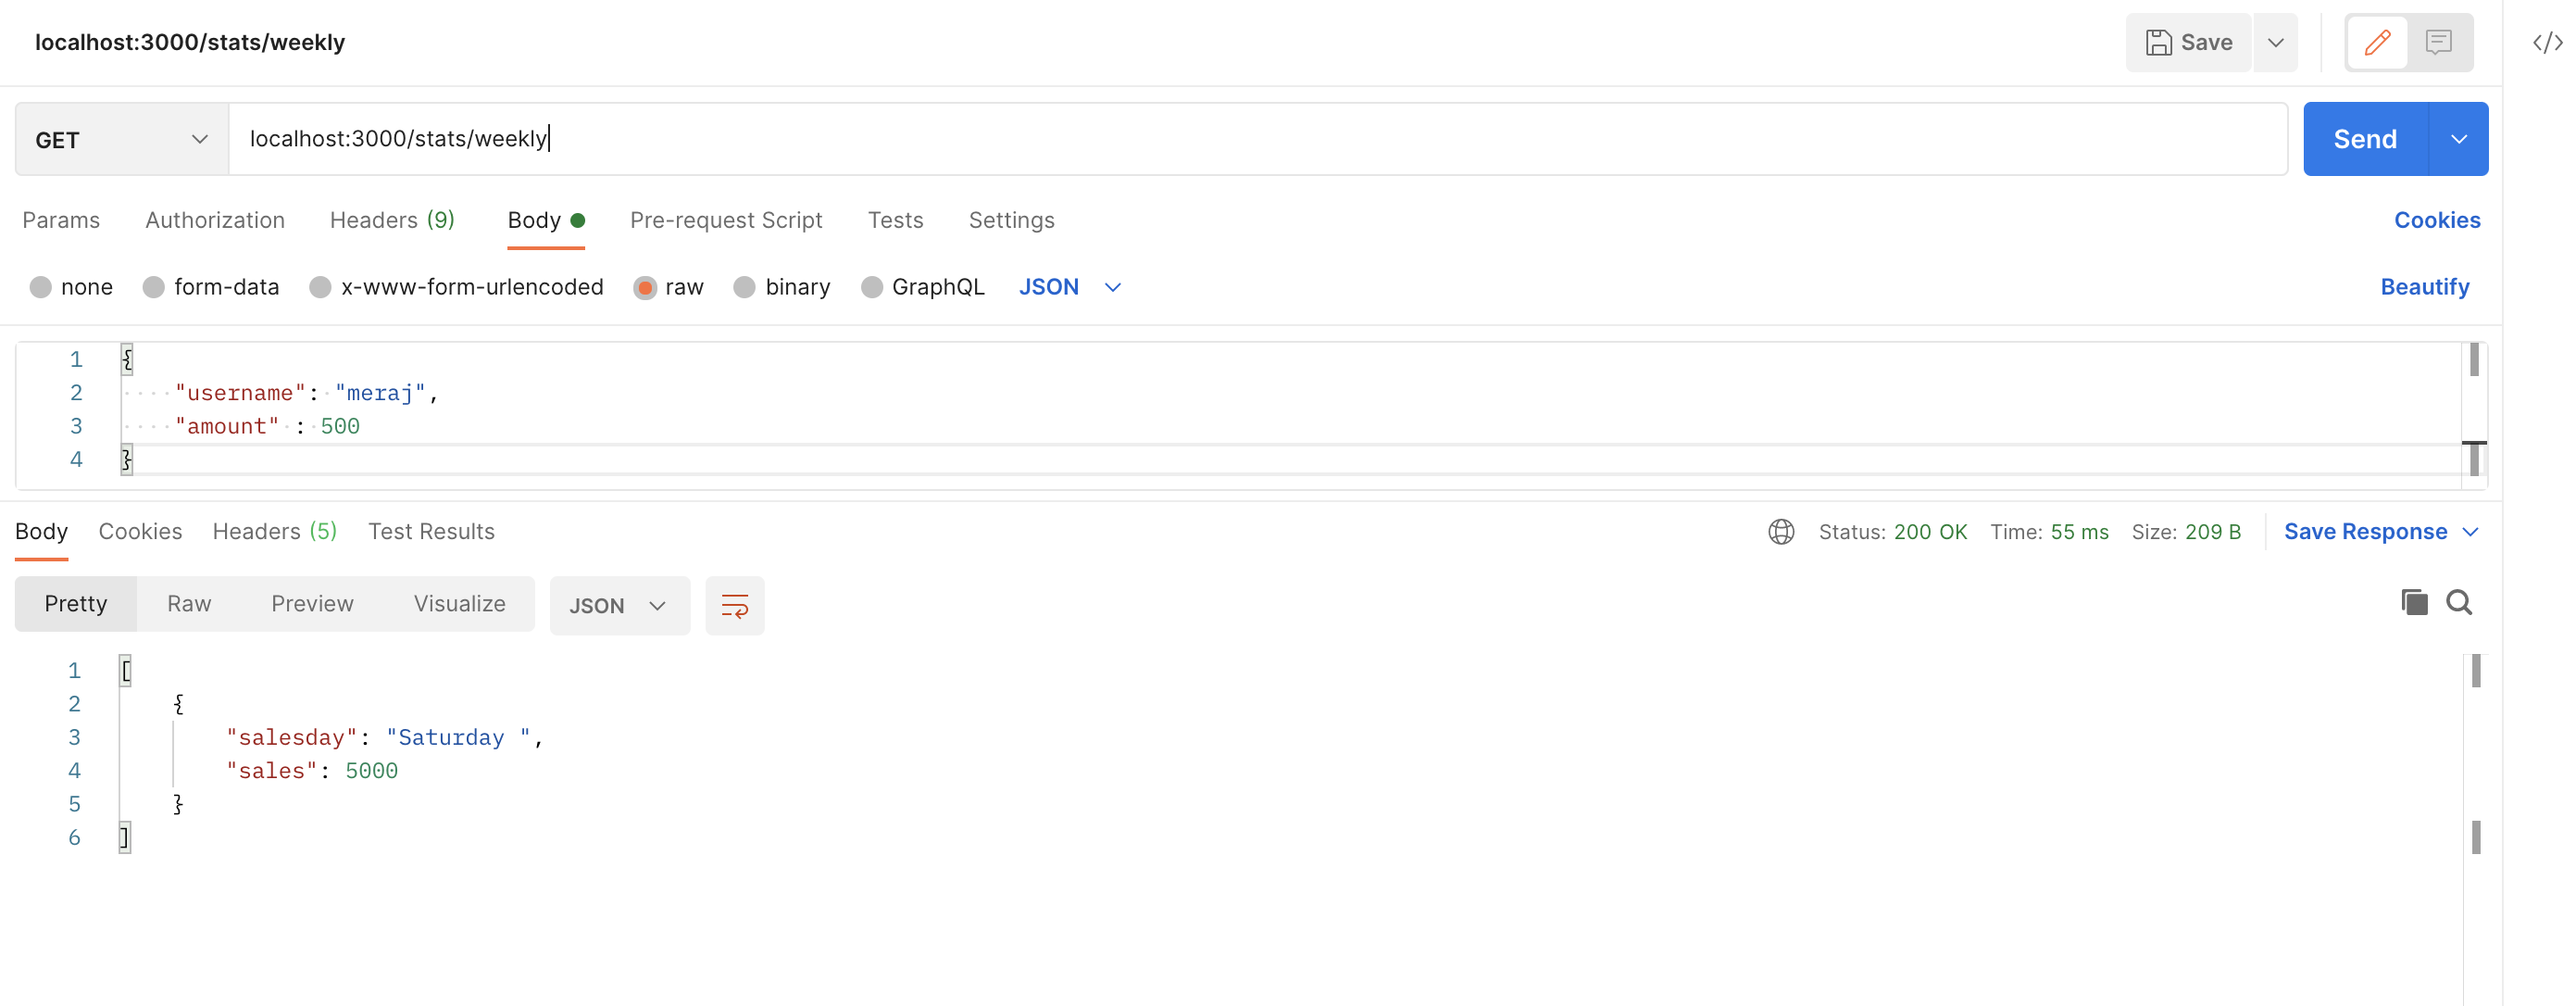 localhost:3000/stats/weekly
Save
</>
GET
localhost:3000/stats/weekly
Send
Params Authorization Headers (9) Body Pre-request Script Tests Settings Cookies
none form-data x-www-form-urlencoded raw binary GraphQL JSON Beautify
1 {
2 "username": "meraj",
3 "amount" : 500
4 }
Body Cookies Headers (5) Test Results Status: 200 OK Time: 55 ms Size: 209 B Save Response
Pretty Raw Preview Visualize JSON
1 [
2 {
3 "salesday": "Saturday ",
4 "sales": 5000
5 }
6 ]